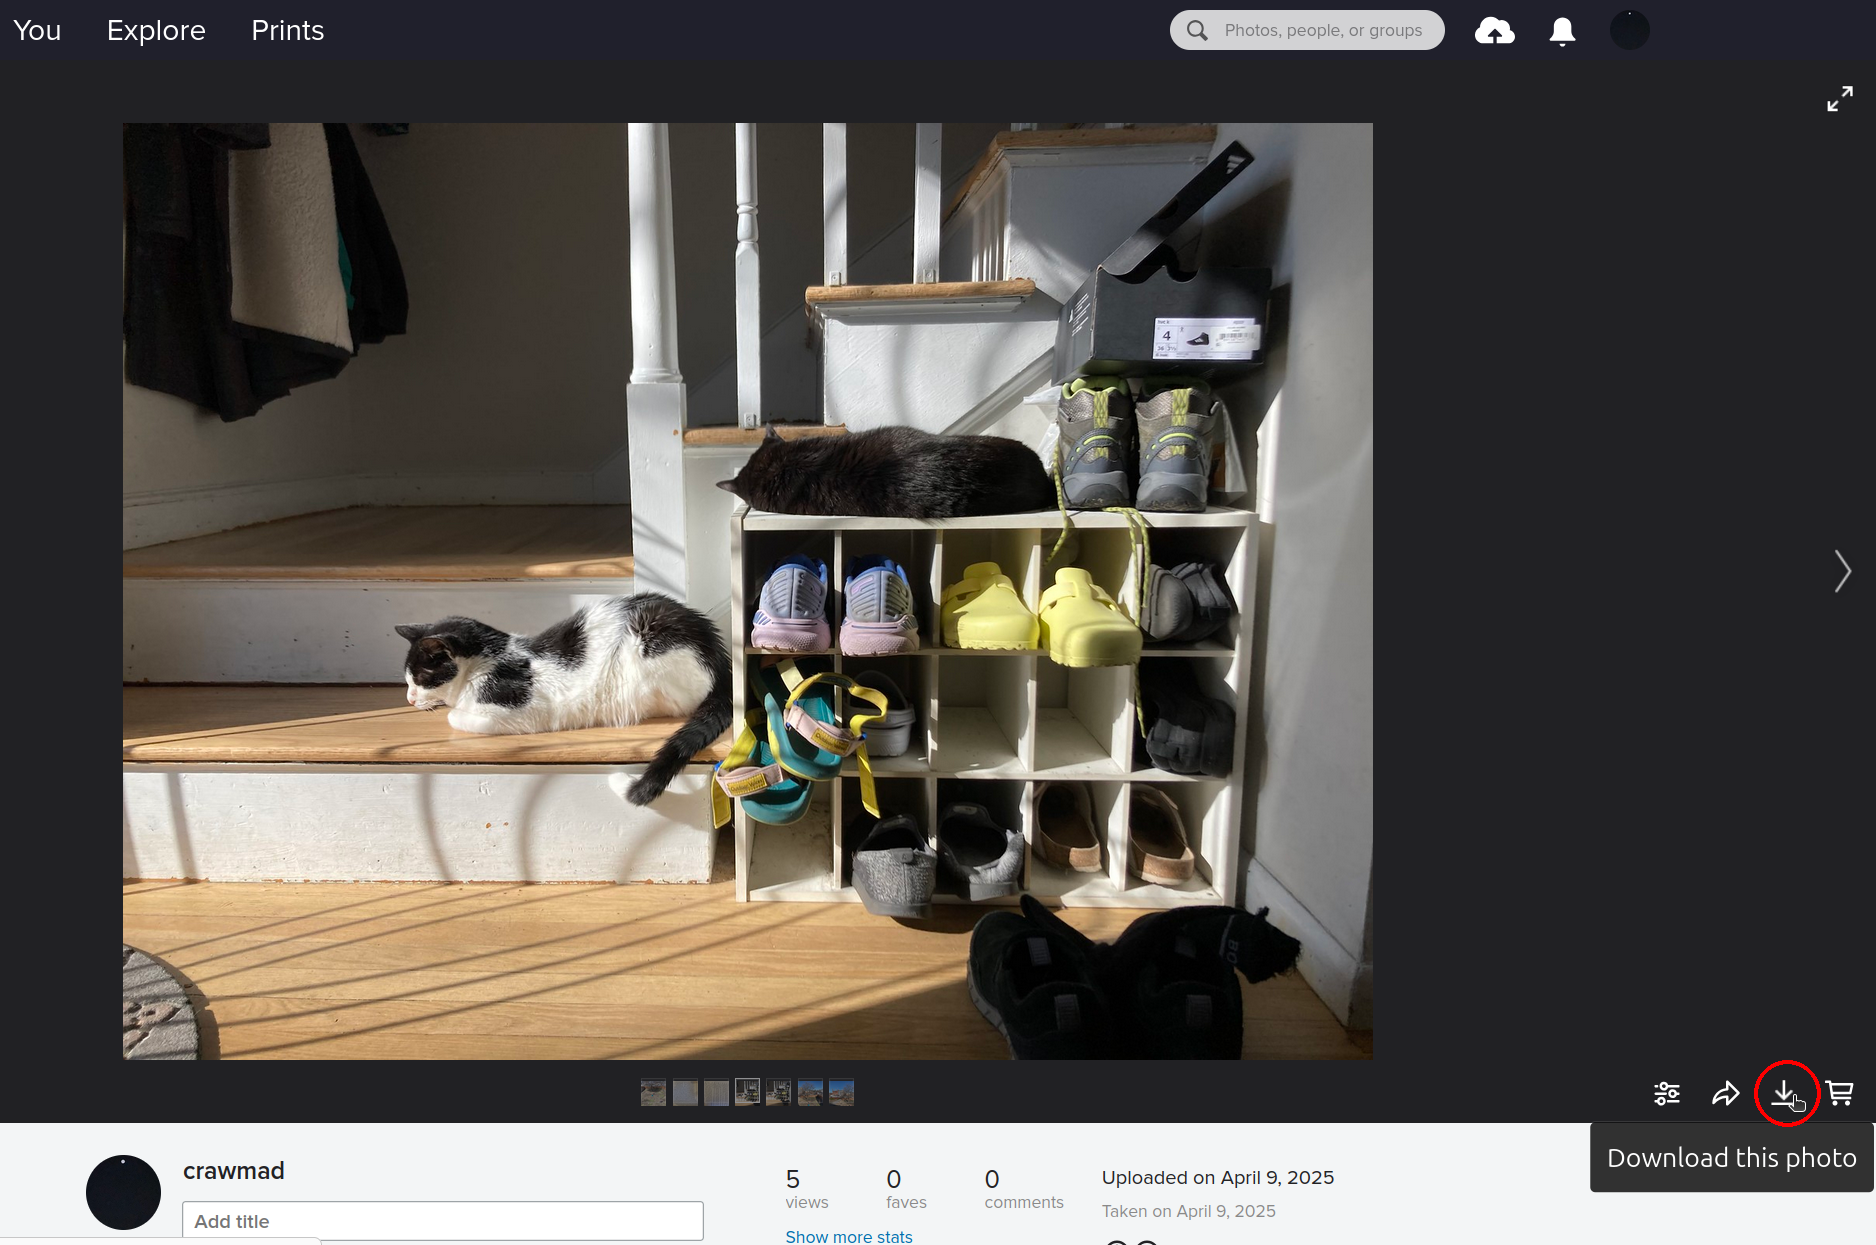 You Explore Prints
Photos, people, or groups
4
Download this photo
crawmad
Add title
5 views
0 faves
0 comments
Show more stats
Uploaded on April 9, 2025
Taken on April 9, 2025